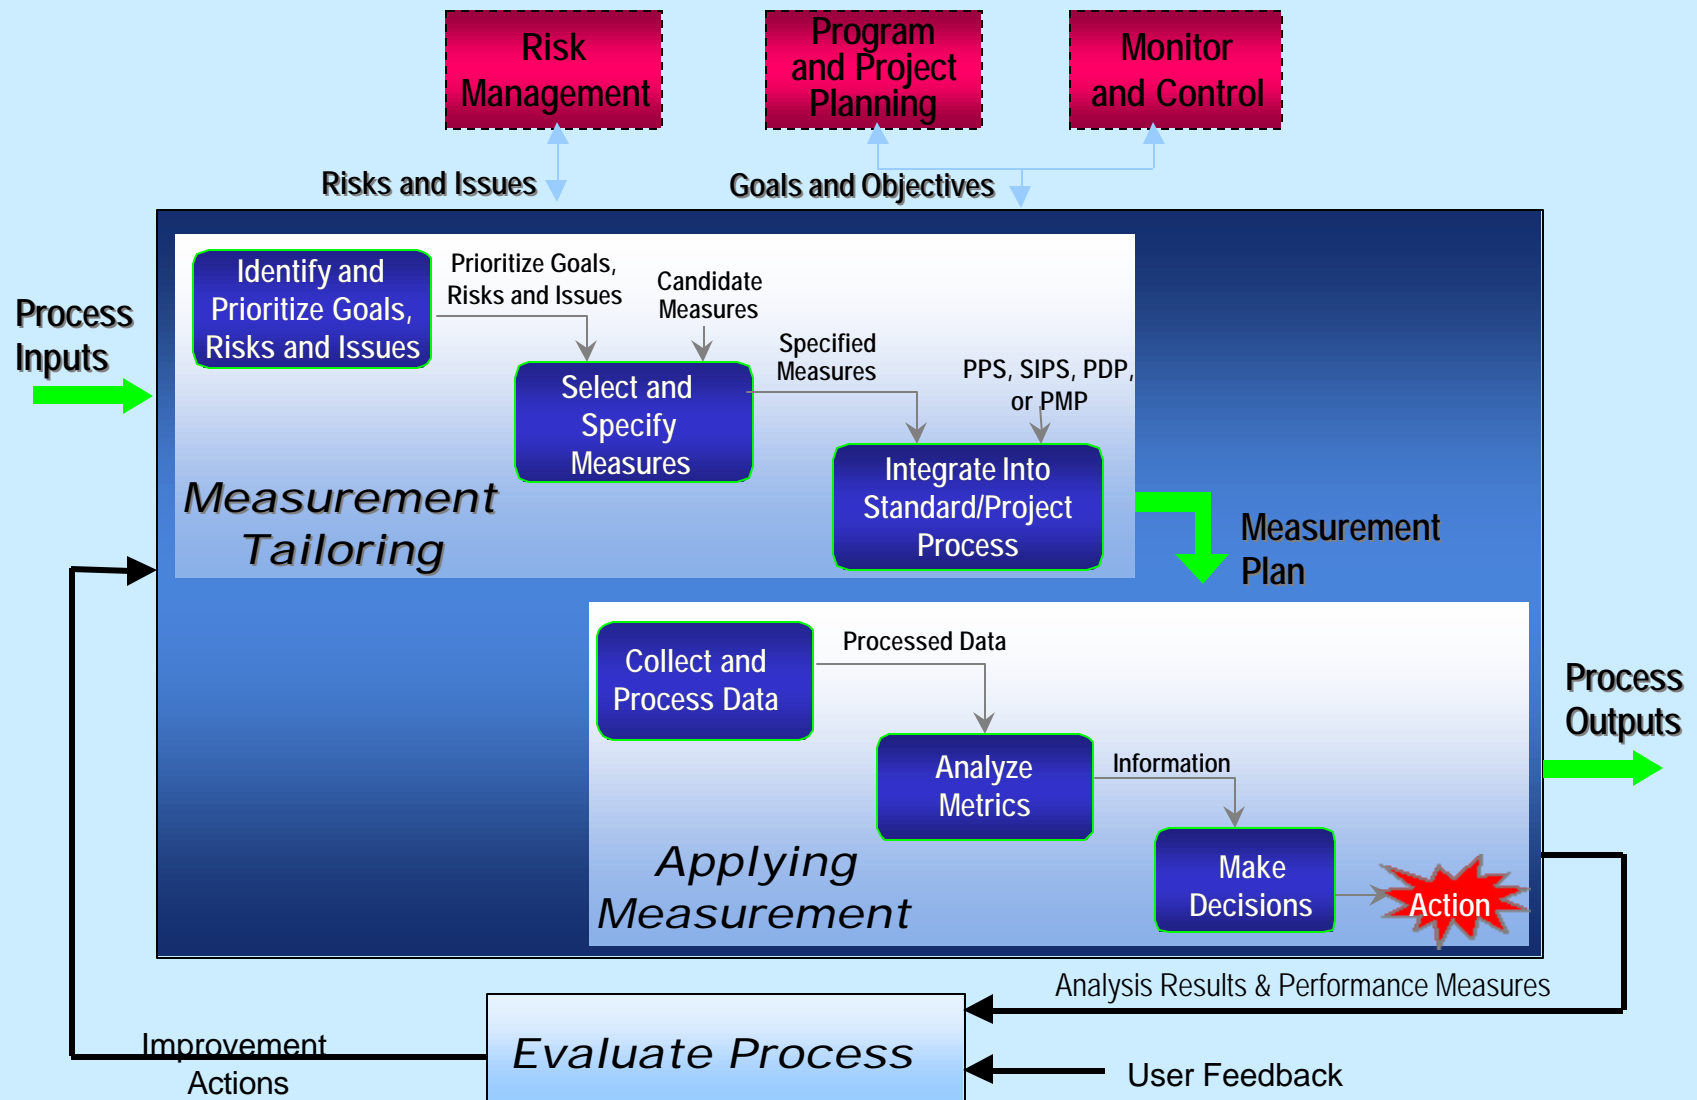 Risk
Management
Program
and Project
Planning
Monitor
and Control
Risks and Issues
Goals and Objectives
Process
Inputs
Identify and
Prioritize Goals,
Risks and Issues
Prioritize Goals,
Risks and Issues
Candidate
Measures
Select and
Specify
Measures
Specified
Measures
PPS, SIPS, PDP,
or PMP
Integrate Into
Standard/Project
Process
Measurement
Tailoring
Measurement
Plan
Collect and
Process Data
Processed Data
Analyze
Metrics
Information
Make
Decisions
Action
Applying
Measurement
Process
Outputs
Analysis Results & Performance Measures
Improvement
Actions
Evaluate Process
User Feedback